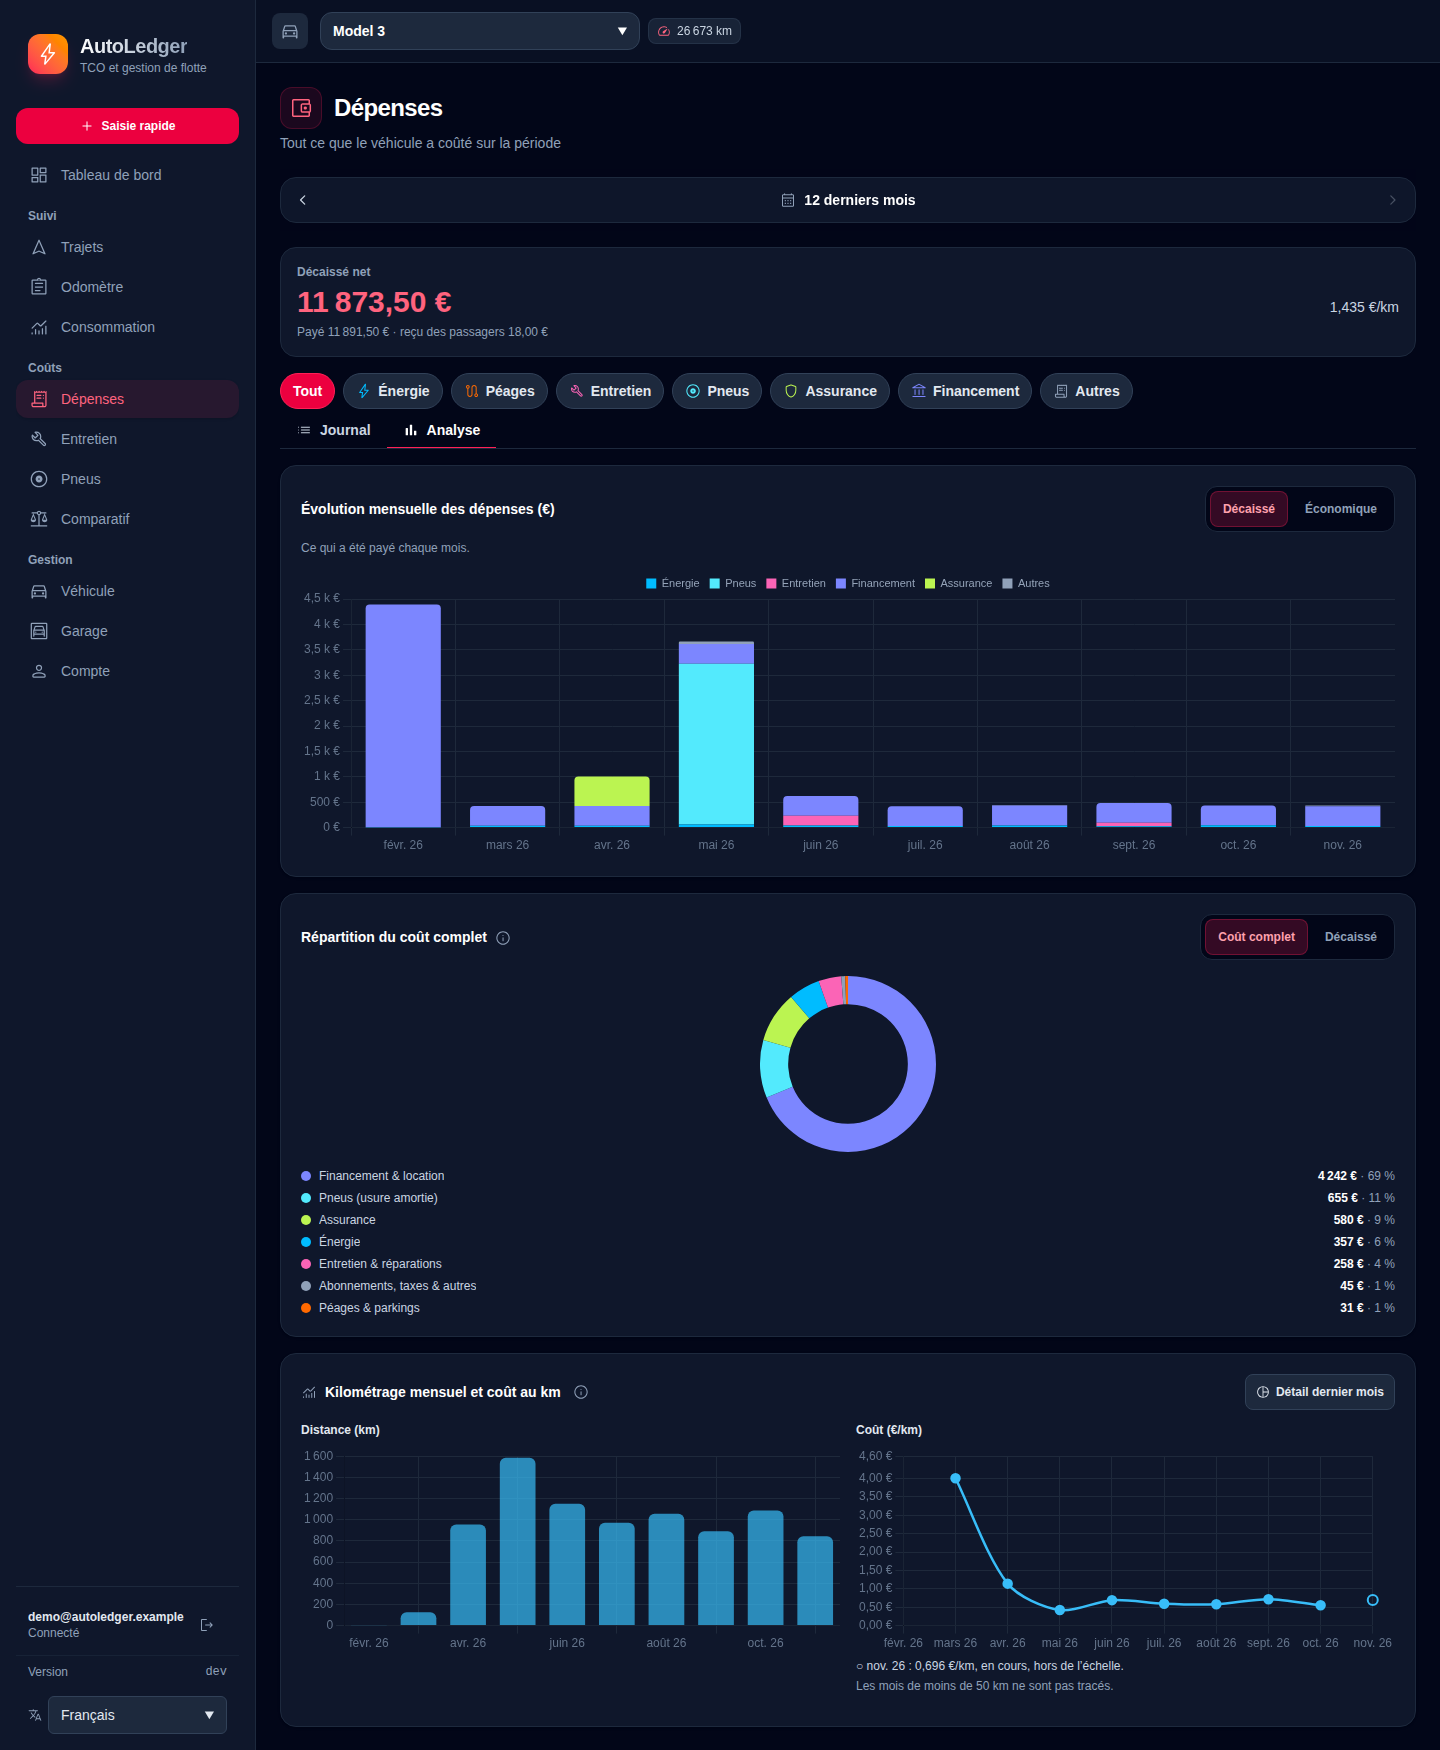 AutoLedger
TCO et gestion de flotte
Saisie rapide
Tableau de bord
Suivi
Trajets
Odomètre
Consommation
Coûts
Dépenses
Entretien
Pneus
Comparatif
Gestion
Véhicule
Garage
Compte
demo@autoledger.example
Connecté
Version dev
Français
Model 3
26 673 km
Dépenses
Tout ce que le véhicule a coûté sur la période
12 derniers mois
Décaissé net
11 873,50 €
1,435 €/km
Payé 11 891,50 € · reçu des passagers 18,00 €
Tout Énergie Péages Entretien Pneus Assurance Financement Autres
Journal Analyse
Évolution mensuelle des dépenses (€)
Décaissé Économique
Ce qui a été payé chaque mois.
Énergie Pneus Entretien Financement Assurance Autres
4,5 k €
4 k €
3,5 k €
3 k €
2,5 k €
2 k €
1,5 k €
1 k €
500 €
0 €
févr. 26 mars 26 avr. 26 mai 26 juin 26 juil. 26 août 26 sept. 26 oct. 26 nov. 26
Répartition du coût complet
Coût complet Décaissé
Financement & location 4 242 € · 69 %
Pneus (usure amortie) 655 € · 11 %
Assurance 580 € · 9 %
Énergie 357 € · 6 %
Entretien & réparations 258 € · 4 %
Abonnements, taxes & autres 45 € · 1 %
Péages & parkings 31 € · 1 %
Kilométrage mensuel et coût au km
Détail dernier mois
Distance (km)
1 600
1 400
1 200
1 000
800
600
400
200
0
févr. 26 avr. 26 juin 26 août 26 oct. 26
Coût (€/km)
4,60 €
4,00 €
3,50 €
3,00 €
2,50 €
2,00 €
1,50 €
1,00 €
0,50 €
0,00 €
févr. 26 mars 26 avr. 26 mai 26 juin 26 juil. 26 août 26 sept. 26 oct. 26 nov. 26
○ nov. 26 : 0,696 €/km, en cours, hors de l'échelle.
Les mois de moins de 50 km ne sont pas tracés.